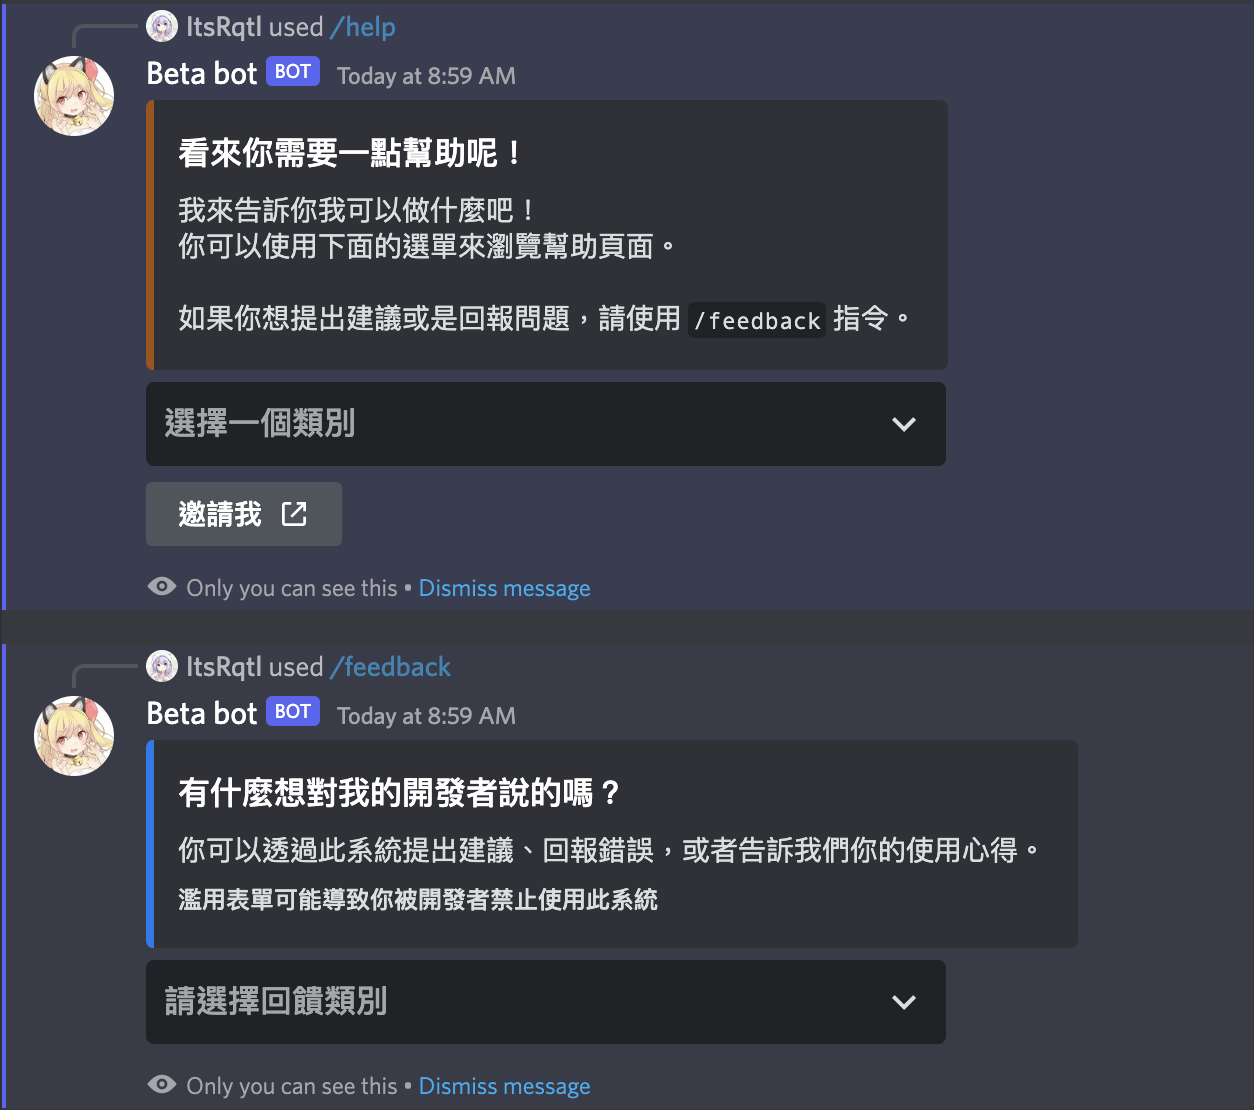 ItsRqtl used /help
Beta bot BOT Today at 8:59 AM
看來你需要一點幫助呢！
我來告訴你我可以做什麼吧！
你可以使用下面的選單來瀏覽幫助頁面。
如果你想提出建議或是回報問題，請使用 /feedback 指令。
選擇一個類別
邀請我
Only you can see this • Dismiss message
ItsRqtl used /feedback
Beta bot BOT Today at 8:59 AM
有什麼想對我的開發者說的嗎？
你可以透過此系統提出建議、回報錯誤，或者告訴我們你的使用心得。
濫用表單可能導致你被開發者禁止使用此系統
請選擇回饋類別
Only you can see this • Dismiss message